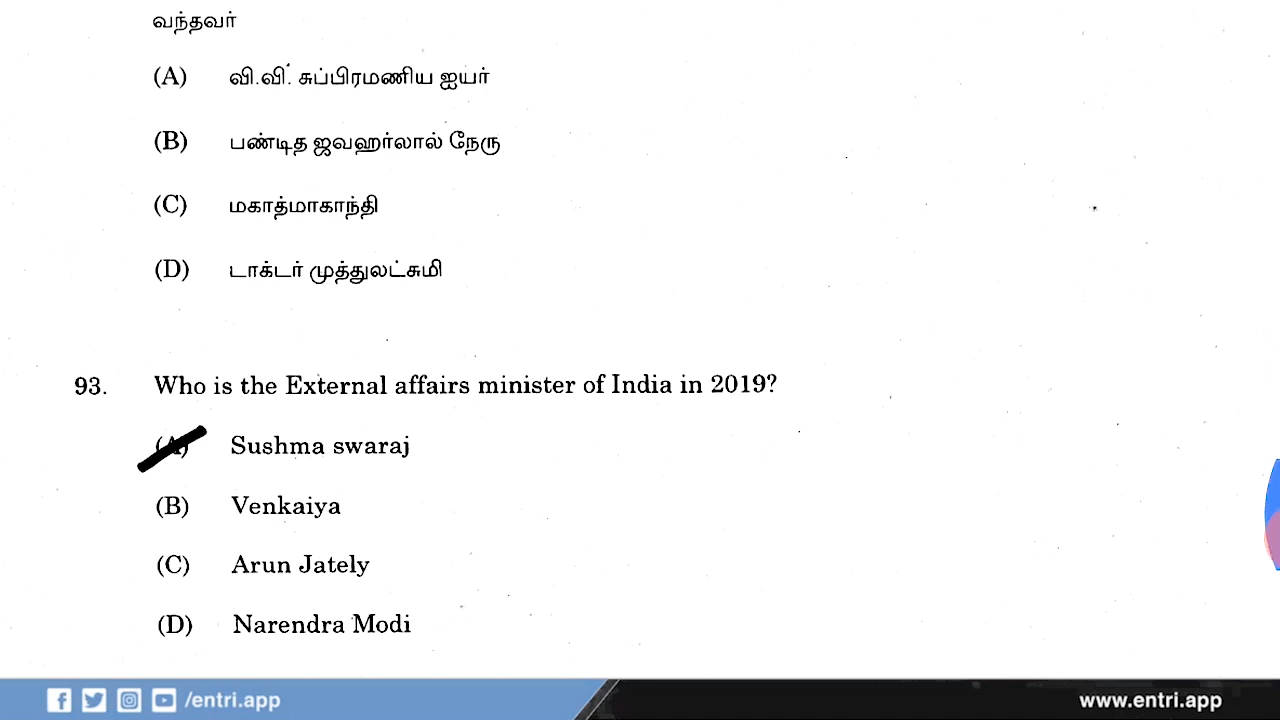 வந்தவர்
(A) வி.வி. சுப்பிரமணிய ஐயர்
(B) பண்டித ஜவஹர்லால் நேரு
(C) மகாத்மாகாந்தி
(D) டாக்டர் முத்துலட்சுமி
93. Who is the External affairs minister of India in 2019?
(A) Sushma swaraj
(B) Venkaiya
(C) Arun Jately
(D) Narendra Modi
/entri.app www.entri.app